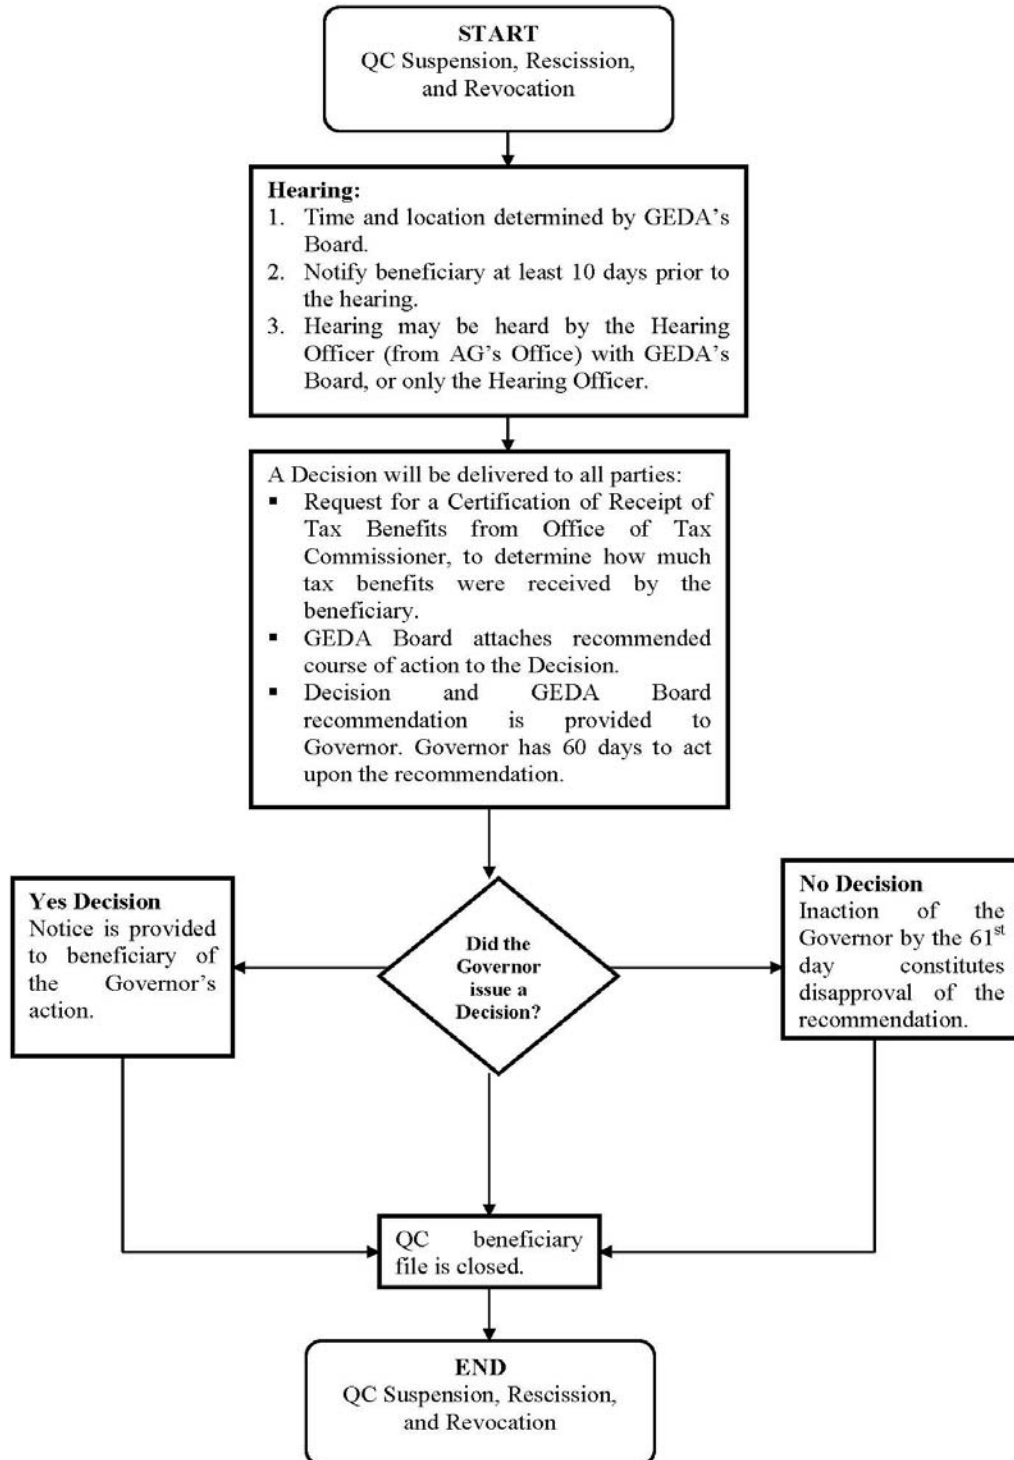 START
QC Suspension, Rescission,
and Revocation
Hearing:
1. Time and location determined by GEDA's
Board.
2. Notify beneficiary at least 10 days prior to
the hearing.
3. Hearing may be heard by the Hearing
Officer (from AG's Office) with GEDA's
Board, or only the Hearing Officer.
A Decision will be delivered to all parties:
▪ Request for a Certification of Receipt of
Tax Benefits from Office of Tax
Commissioner, to determine how much
tax benefits were received by the
beneficiary.
▪ GEDA Board attaches recommended
course of action to the Decision.
▪ Decision and GEDA Board
recommendation is provided to
Governor. Governor has 60 days to act
upon the recommendation.
Yes Decision
Notice is provided
to beneficiary of
the Governor's
action.
Did the
Governor
issue a
Decision?
No Decision
Inaction of the
Governor by the 61st
day constitutes
disapproval of the
recommendation.
QC beneficiary
file is closed.
END
QC Suspension, Rescission,
and Revocation